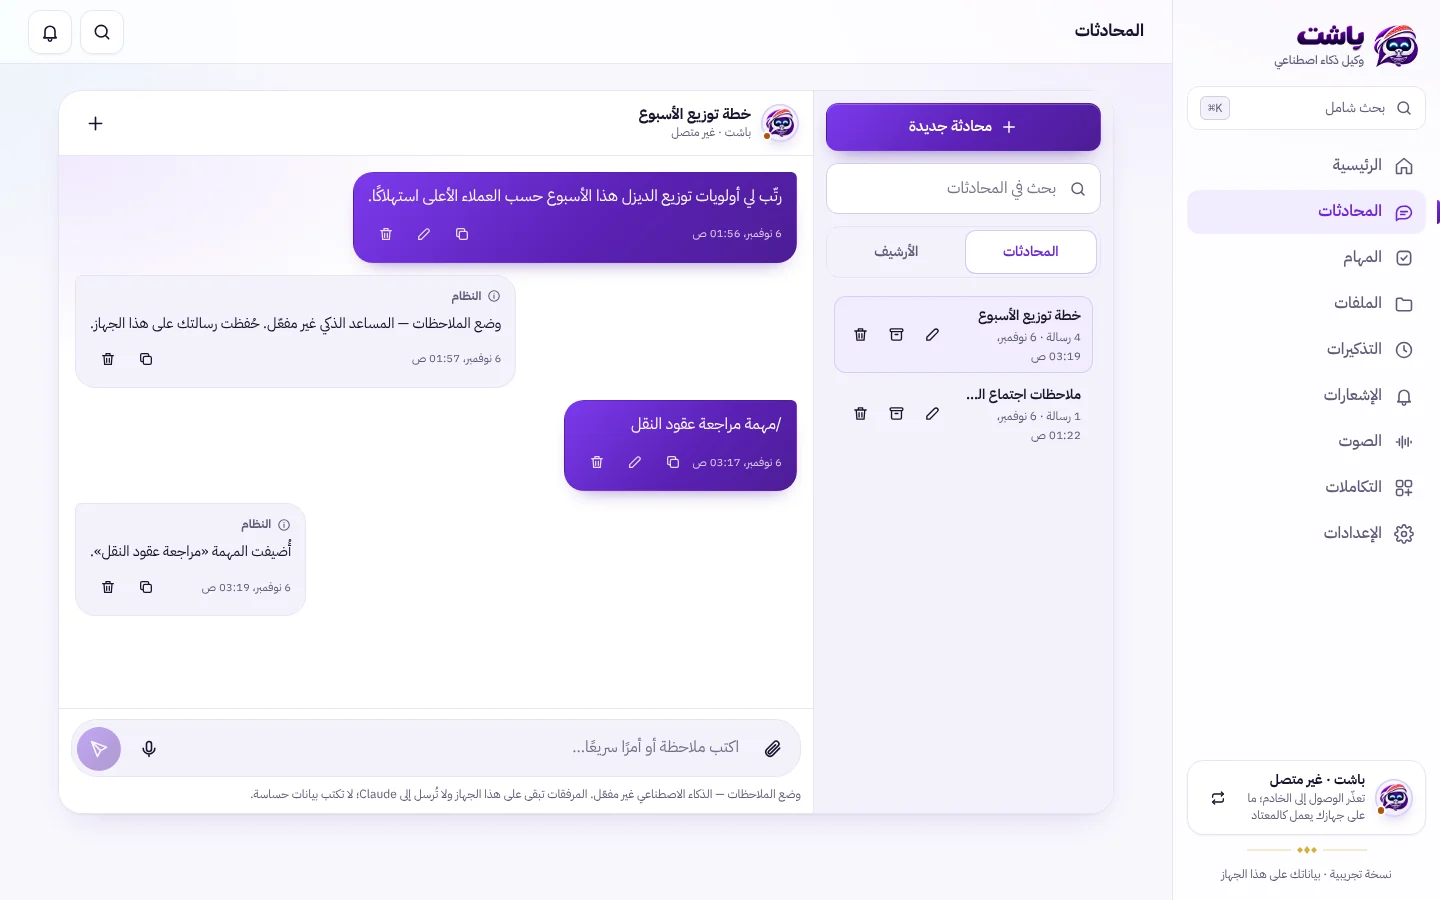 باشت
وكيل ذكاء اصطناعي
بحث شامل
⌘K
الرئيسية
المحادثات
المهام
الملفات
التذكيرات
الإشعارات
الصوت
التكاملات
الإعدادات
باشت · غير متصل
تعذّر الوصول إلى الخادم؛ ما
على جهازك يعمل كالمعتاد
نسخة تجريبية · بياناتك على هذا الجهاز
المحادثات
محادثة جديدة
بحث في المحادثات
المحادثات
الأرشيف
خطة توزيع الأسبوع
4 رسالة · 6 نوفمبر،
03:19 ص
ملاحظات اجتماع الـ...
1 رسالة · 6 نوفمبر،
01:22 ص
خطة توزيع الأسبوع
باشت · غير متصل
رتّب لي أولويات توزيع الديزل هذا الأسبوع حسب العملاء الأعلى استهلاكًا.
6 نوفمبر، 01:56 ص
النظام
وضع الملاحظات — المساعد الذكي غير مفعّل. حُفظت رسالتك على هذا الجهاز.
6 نوفمبر، 01:57 ص
/مهمة مراجعة عقود النقل
6 نوفمبر، 03:17 ص
النظام
أُضيفت المهمة «مراجعة عقود النقل».
6 نوفمبر، 03:19 ص
اكتب ملاحظة أو أمرًا سريعًا...
وضع الملاحظات — الذكاء الاصطناعي غير مفعّل. المرفقات تبقى على هذا الجهاز ولا تُرسل إلى Claude؛ لا تكتب بيانات حساسة.